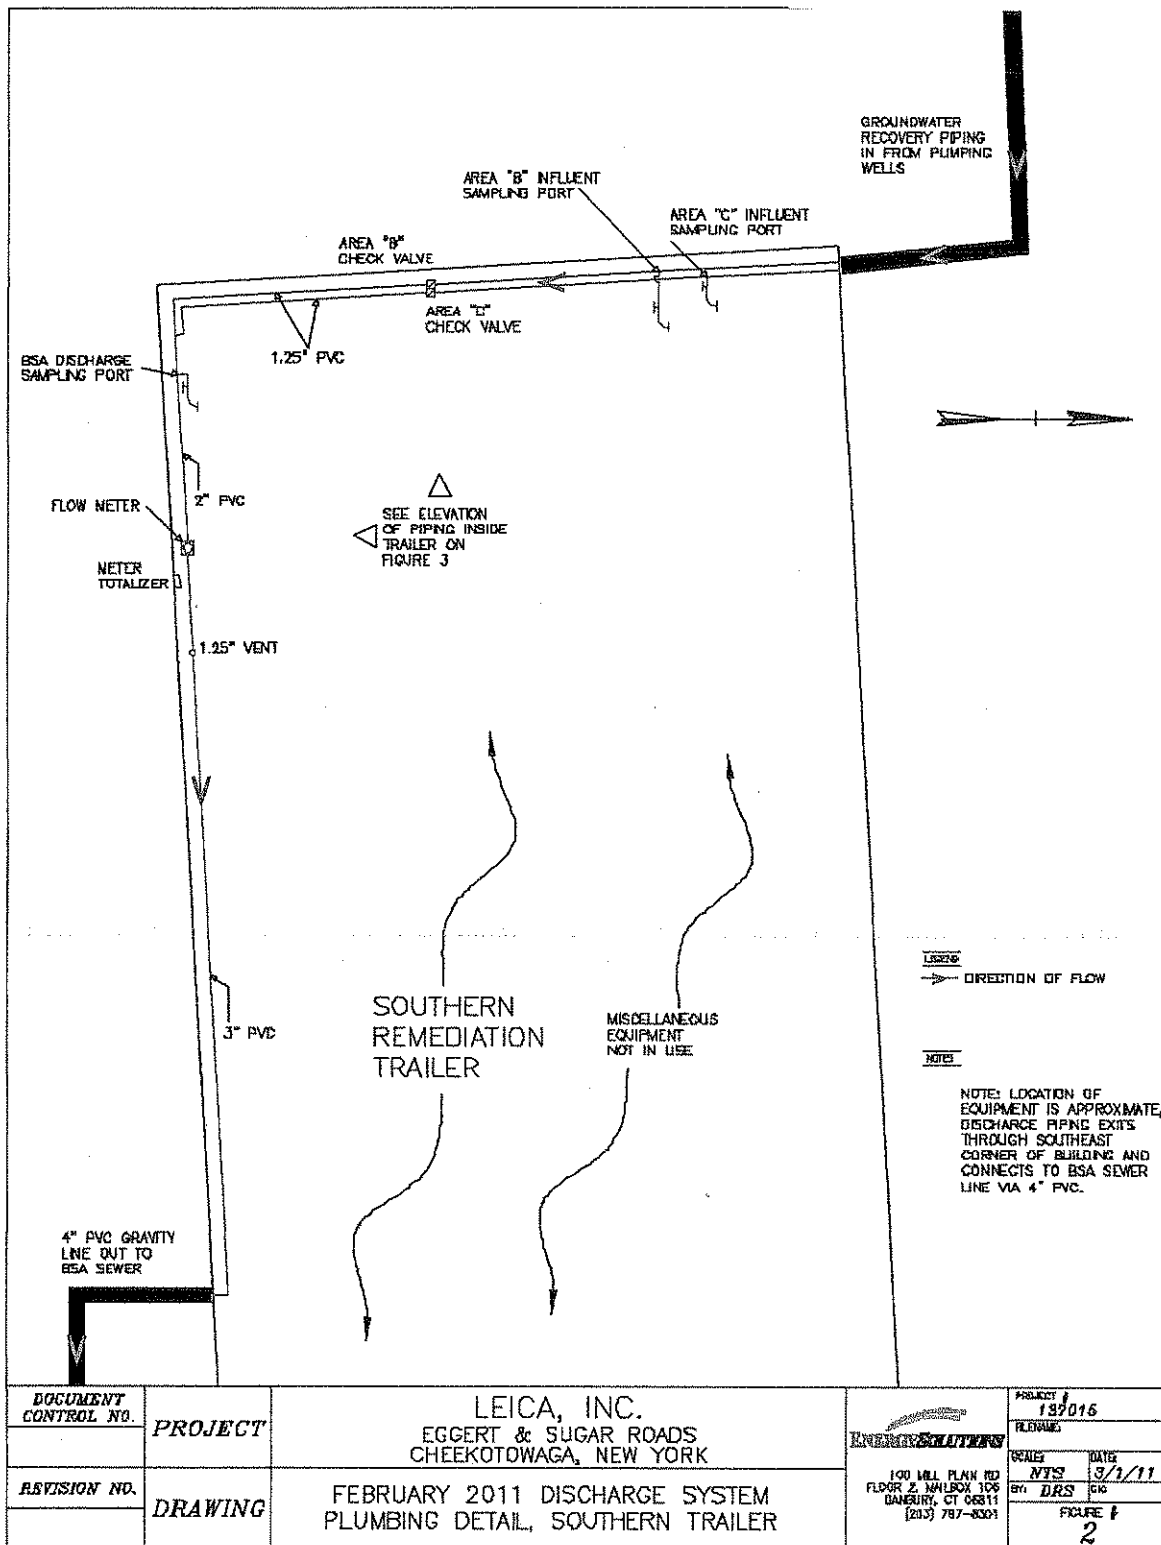 GROUNDWATER
RECOVERY PIPING
IN FROM PUMPING
WELLS
AREA "B" INFLUENT
SAMPLING PORT
AREA "C" INFLUENT
SAMPLING PORT
AREA "B"
CHECK VALVE
AREA "C"
CHECK VALVE
1.25" PVC
BSA DISCHARGE
SAMPLING PORT
2" PVC
FLOW METER
SEE ELEVATION
OF PIPING INSIDE
TRAILER ON
FIGURE 3
METER
TOTALIZER
1.25" VENT
LEGEND
DIRECTION OF FLOW
3" PVC
SOUTHERN
REMEDIATION
TRAILER
MISCELLANEOUS
EQUIPMENT
NOT IN USE
NOTES
NOTE: LOCATION OF
EQUIPMENT IS APPROXIMATE,
DISCHARGE PIPING EXITS
THROUGH SOUTHEAST
CORNER OF BUILDING AND
CONNECTS TO BSA SEWER
LINE VIA 4" PVC.
4" PVC GRAVITY
LINE OUT TO
BSA SEWER
DOCUMENT
CONTROL NO.
REVISION NO.
PROJECT
DRAWING
LEICA, INC.
EGGERT & SUGAR ROADS
CHEEKOTOWAGA, NEW YORK
FEBRUARY 2011 DISCHARGE SYSTEM
PLUMBING DETAIL, SOUTHERN TRAILER
ENERGYSOLUTIONS
100 MILL PLAIN RD
FLOOR 2, MAILBOX 106
DANBURY, CT 06811
(203) 797-8301
PROJECT #
137016
FILENAME:
SCALE:
NTS
DATE:
3/1/11
BY: DRS
CK:
FIGURE #
2